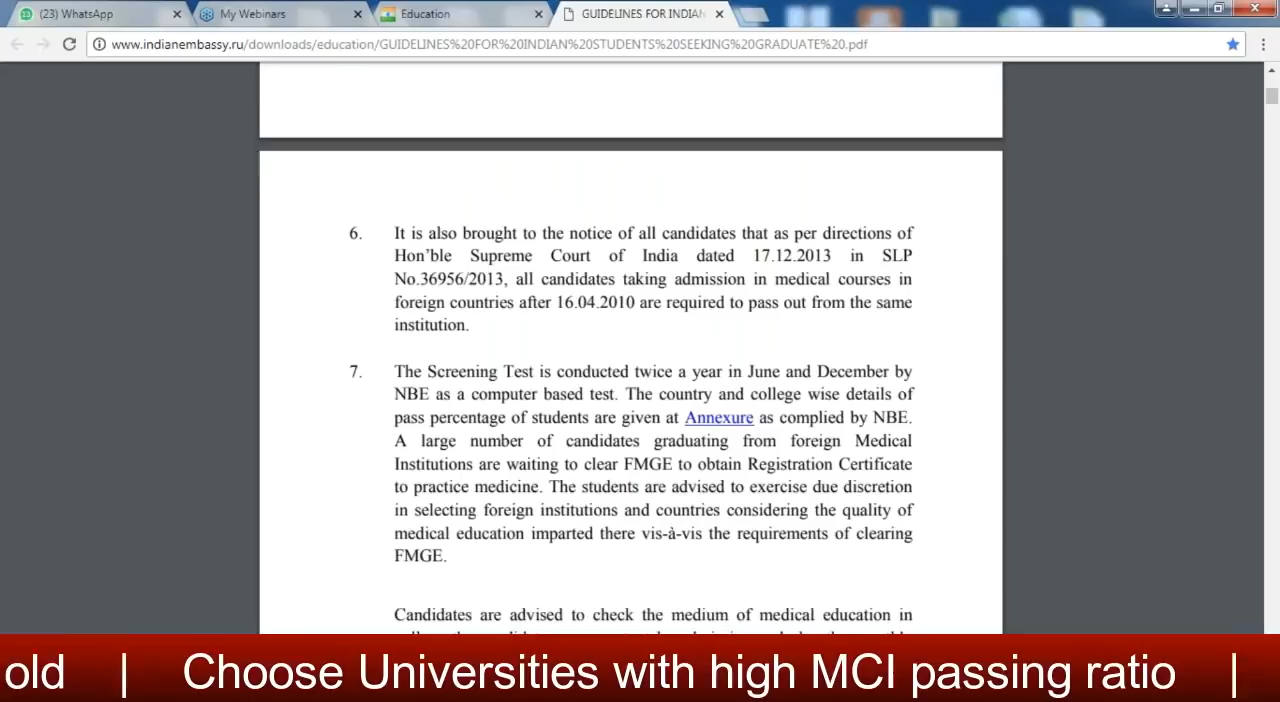 (23) WhatsApp
My Webinars
Education
GUIDELINES FOR INDIAN
www.indianembassy.ru/downloads/education/GUIDELINES%20FOR%20INDIAN%20STUDENTS%20SEEKING%20GRADUATE%20.pdf
6. It is also brought to the notice of all candidates that as per directions of
Hon’ble Supreme Court of India dated 17.12.2013 in SLP
No.36956/2013, all candidates taking admission in medical courses in
foreign countries after 16.04.2010 are required to pass out from the same
institution.
7. The Screening Test is conducted twice a year in June and December by
NBE as a computer based test. The country and college wise details of
pass percentage of students are given at Annexure as complied by NBE.
A large number of candidates graduating from foreign Medical
Institutions are waiting to clear FMGE to obtain Registration Certificate
to practice medicine. The students are advised to exercise due discretion
in selecting foreign institutions and countries considering the quality of
medical education imparted there vis-à-vis the requirements of clearing
FMGE.
Candidates are advised to check the medium of medical education in
old | Choose Universities with high MCI passing ratio |